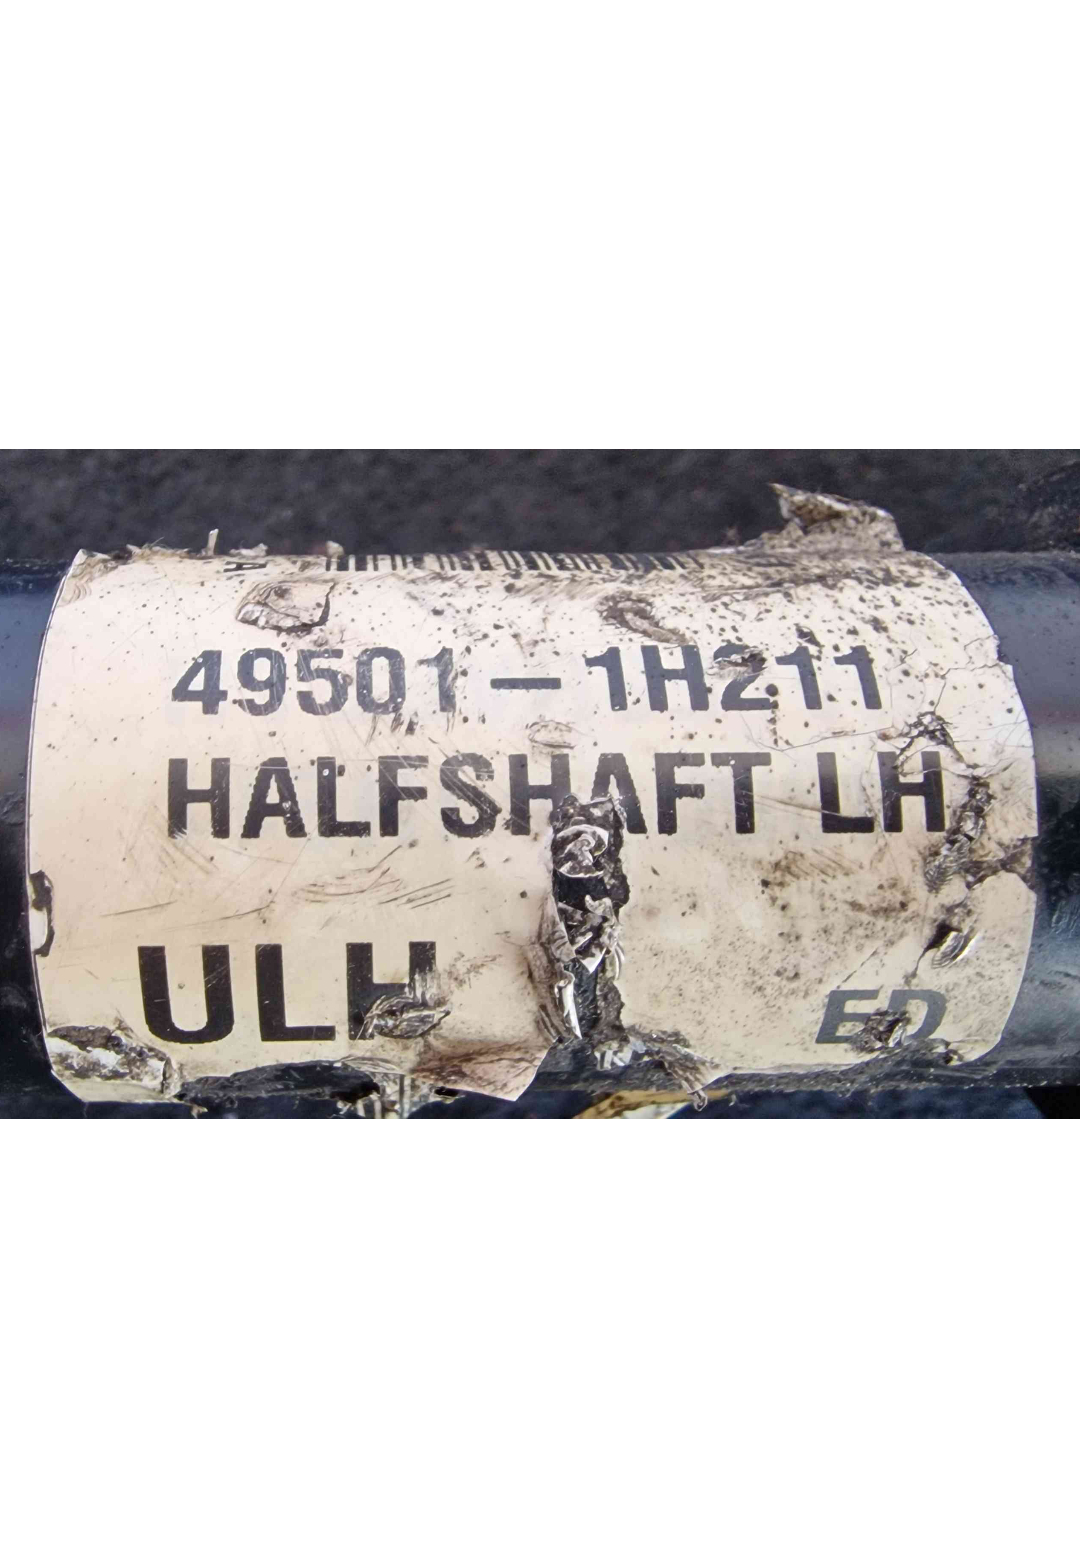 A
49501-1H211
HALFSHAFT LH
ULH ED